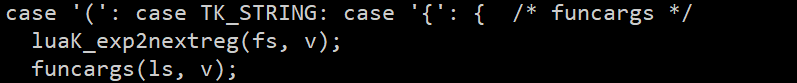 case '(': case TK_STRING: case '{': {  /* funcargs */
  luaK_exp2nextreg(fs, v);
  funcargs(ls, v);